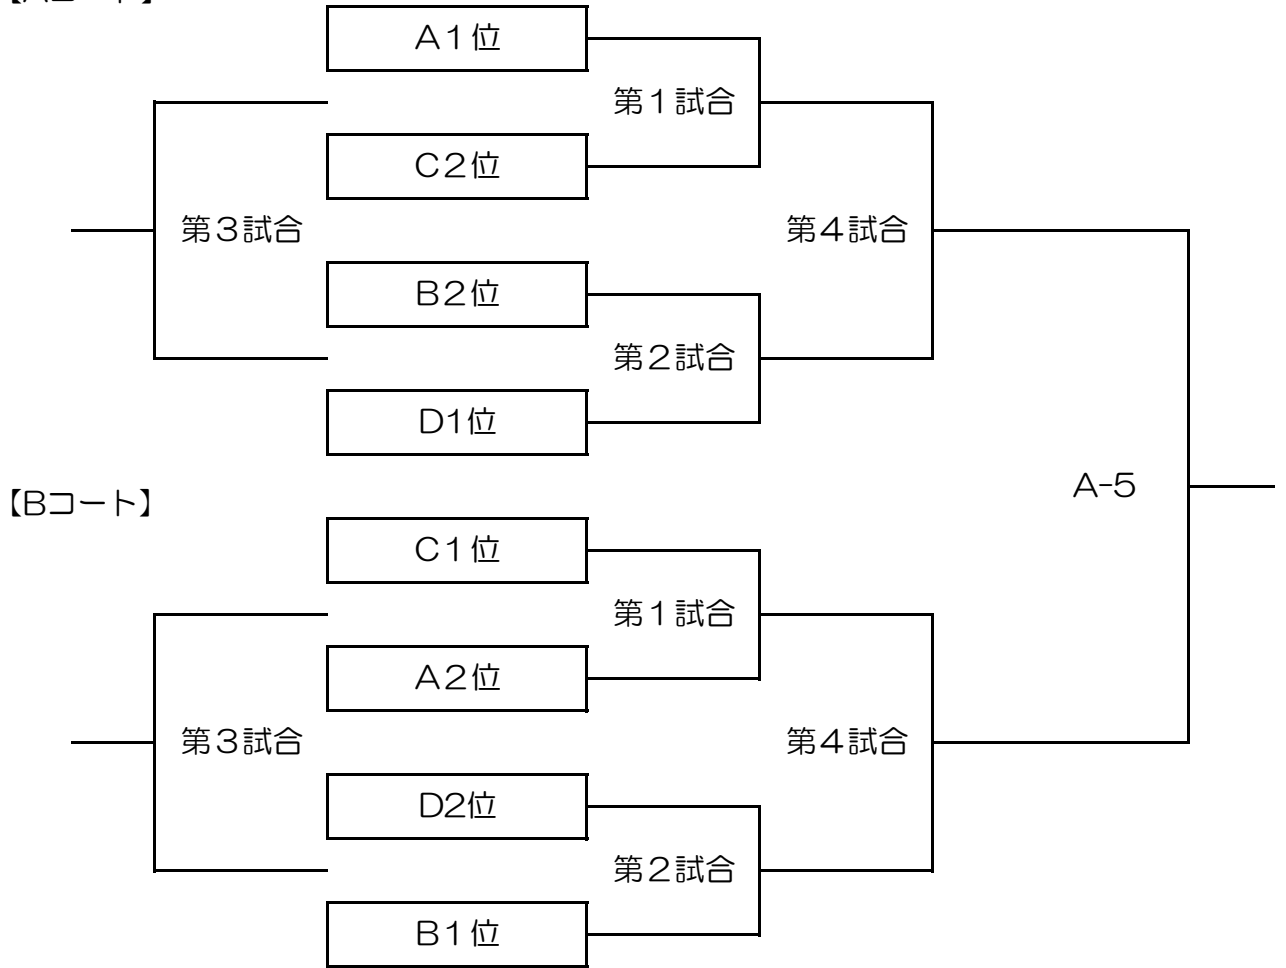 A1位
第1試合
C2位
第3試合
第4試合
B2位
第2試合
D1位
A-5
【Bコート】
C1位
第1試合
A2位
第3試合
第4試合
D2位
第2試合
B1位